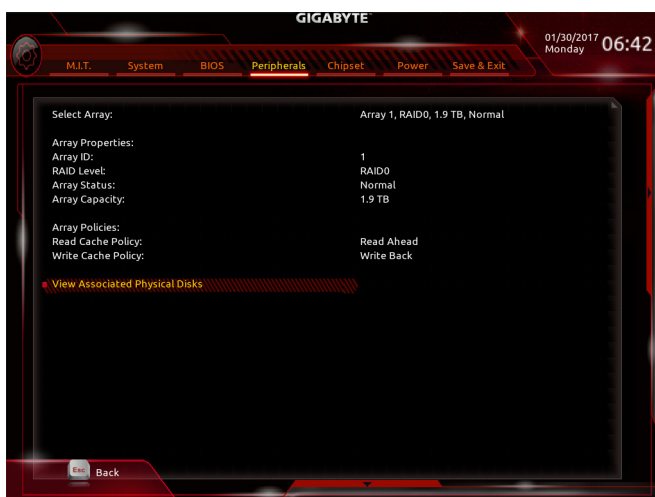 GIGABYTE
01/30/2017
Monday
06:42
M.I.T. System BIOS Peripherals Chipset Power Save & Exit
Select Array: Array 1, RAID0, 1.9 TB, Normal
Array Properties:
Array ID: 1
RAID Level: RAID0
Array Status: Normal
Array Capacity: 1.9 TB
Array Policies:
Read Cache Policy: Read Ahead
Write Cache Policy: Write Back
View Associated Physical Disks
Esc Back